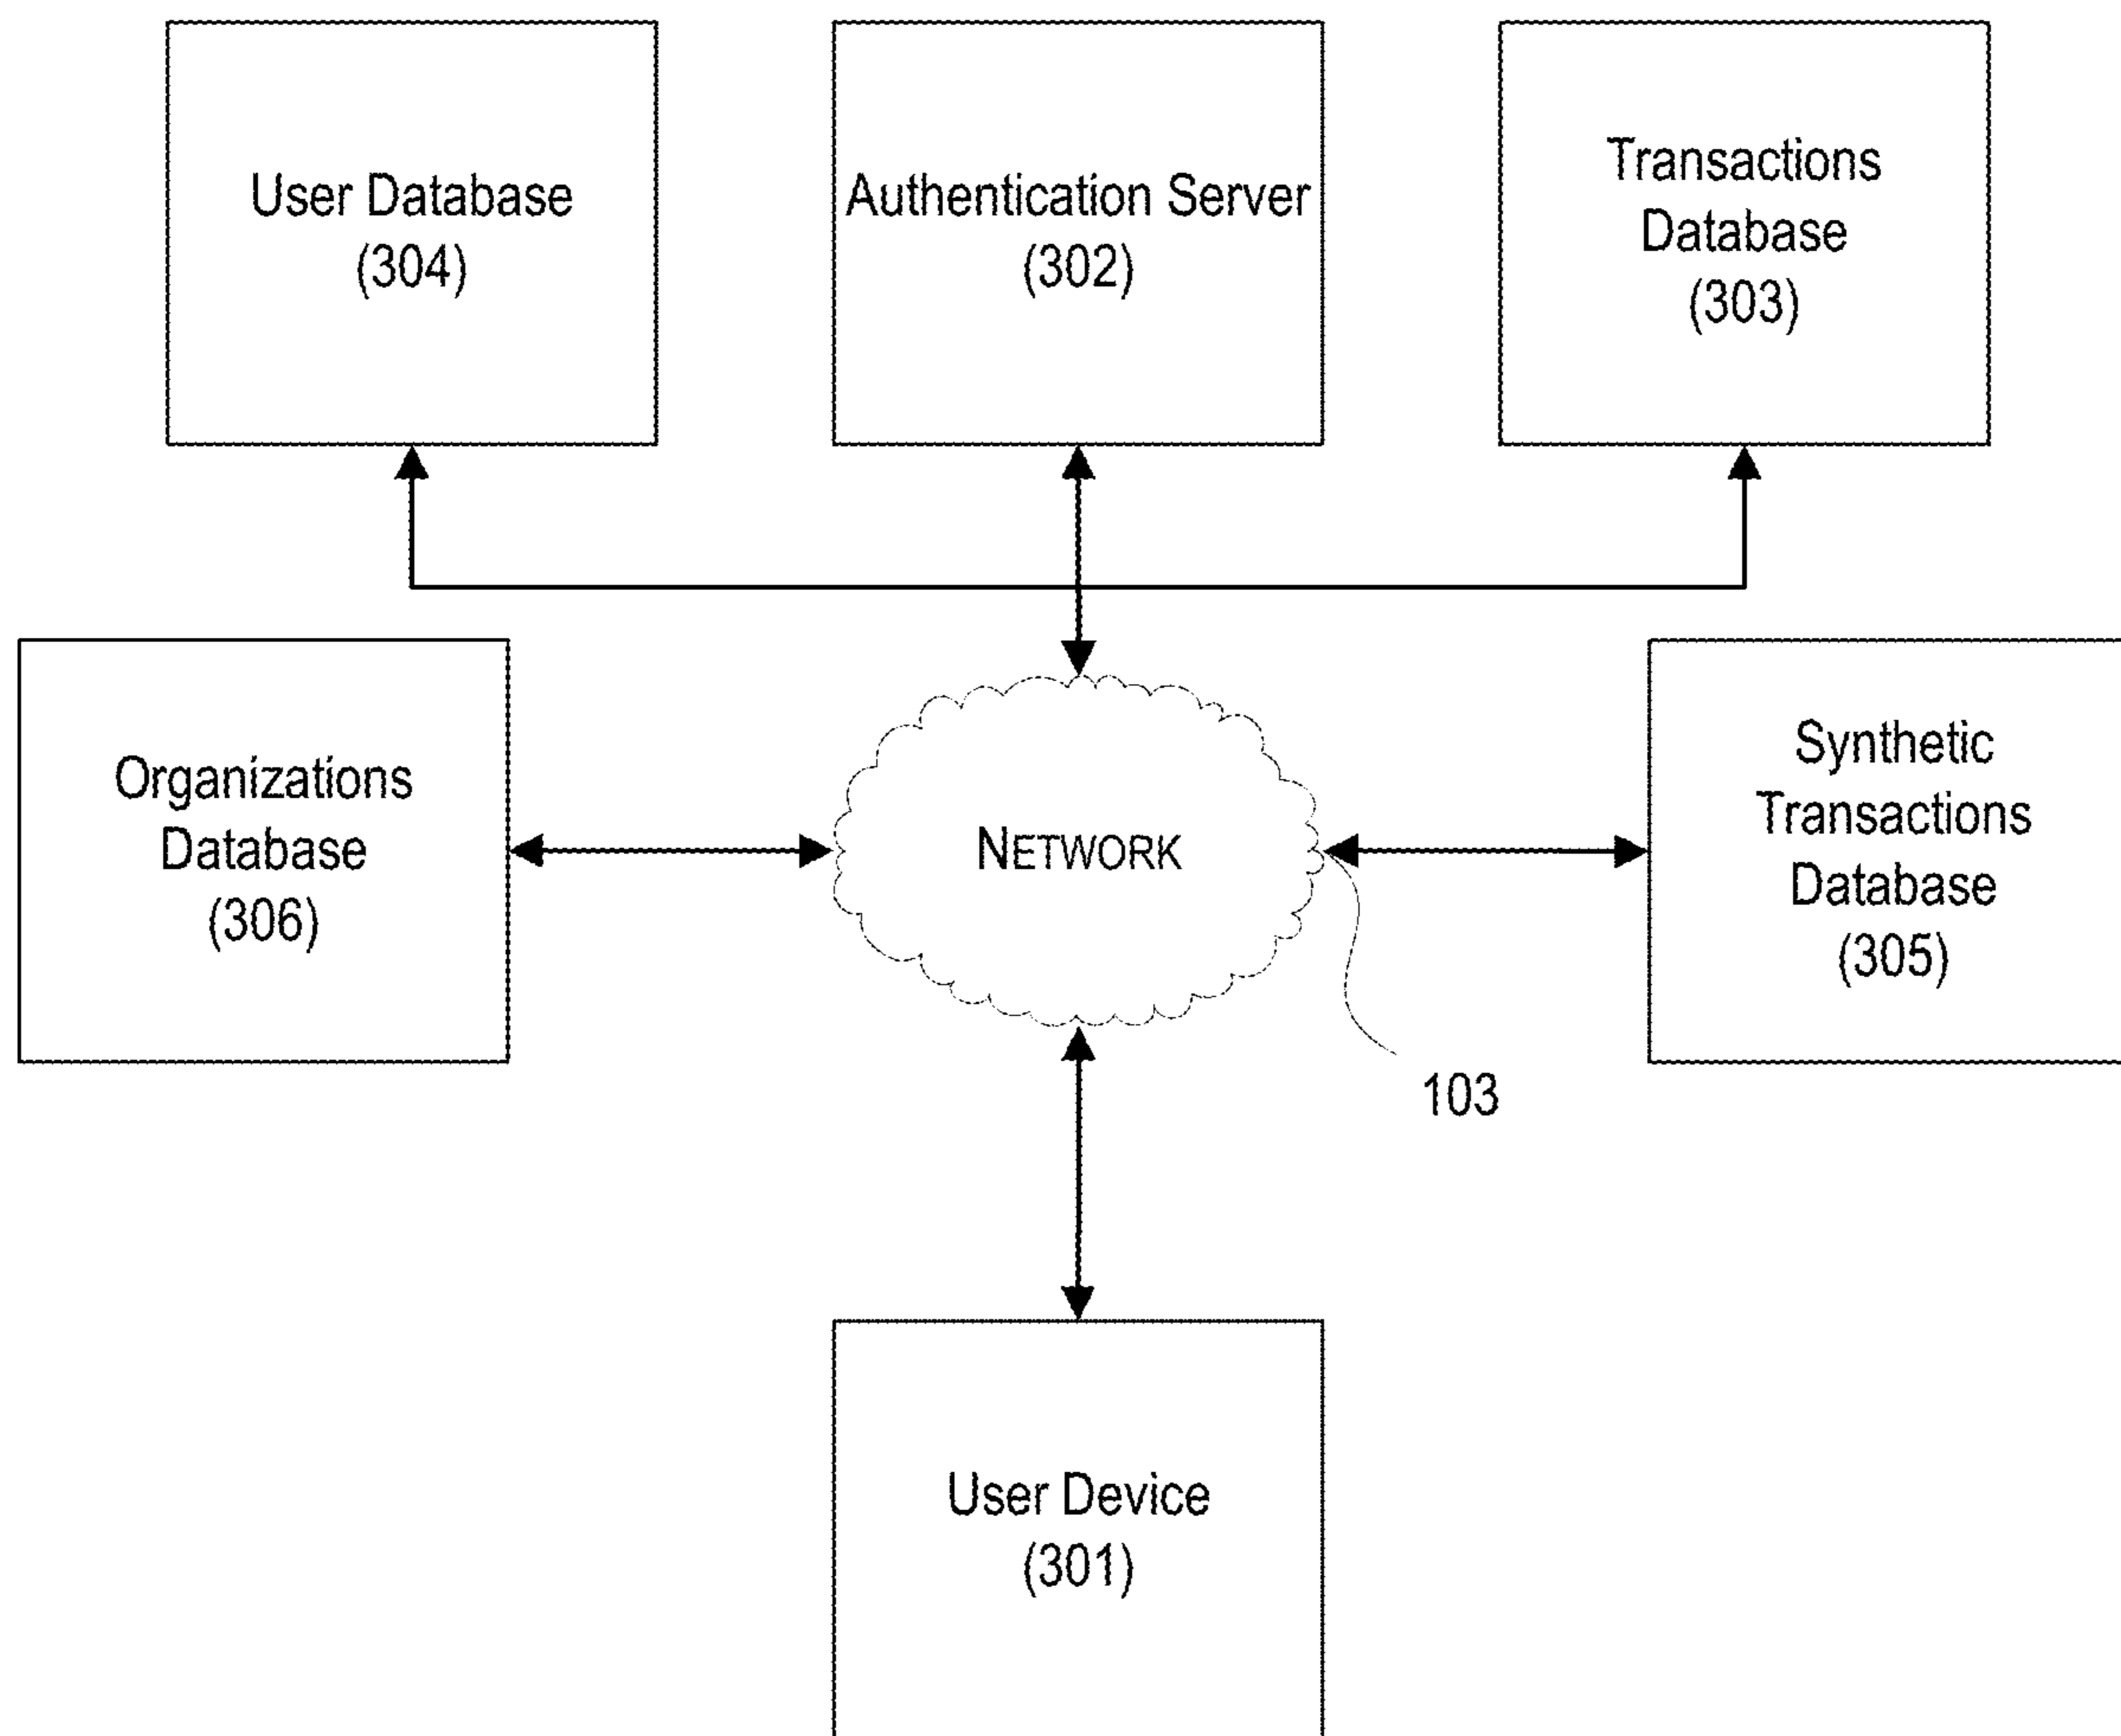 User Database
(304)
Authentication Server
(302)
Transactions
Database
(303)
Organizations
Database
(306)
NETWORK
Synthetic
Transactions
Database
(305)
103
User Device
(301)